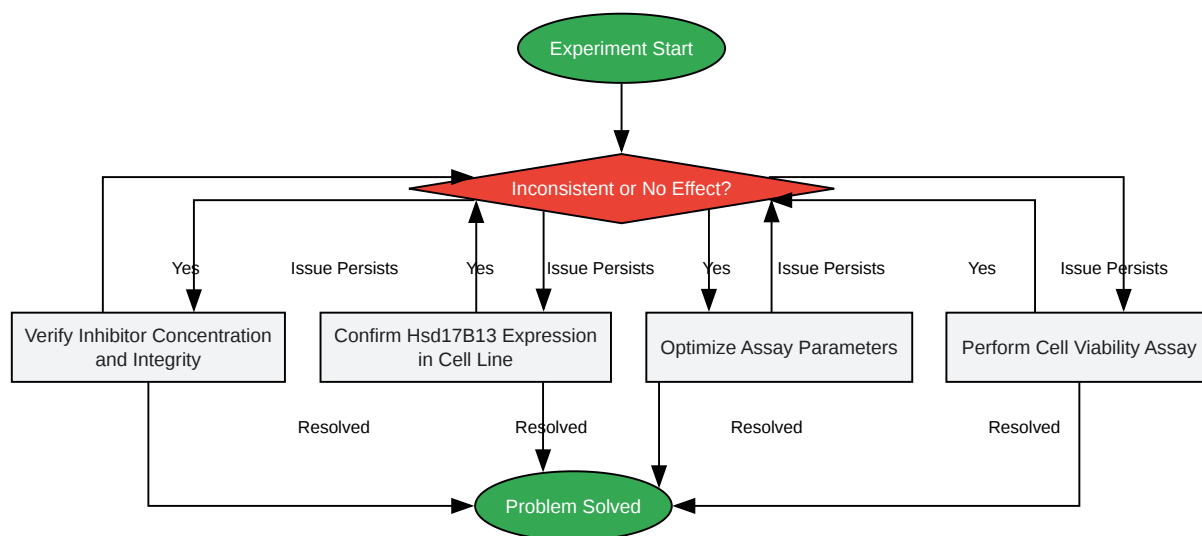 Experiment Start
Inconsistent or No Effect?
Yes
Issue Persists
Yes
Issue Persists
Yes
Issue Persists
Yes
Issue Persists
Verify Inhibitor Concentration
and Integrity
Confirm Hsd17B13 Expression
in Cell Line
Optimize Assay Parameters
Perform Cell Viability Assay
Resolved
Resolved
Resolved
Resolved
Problem Solved